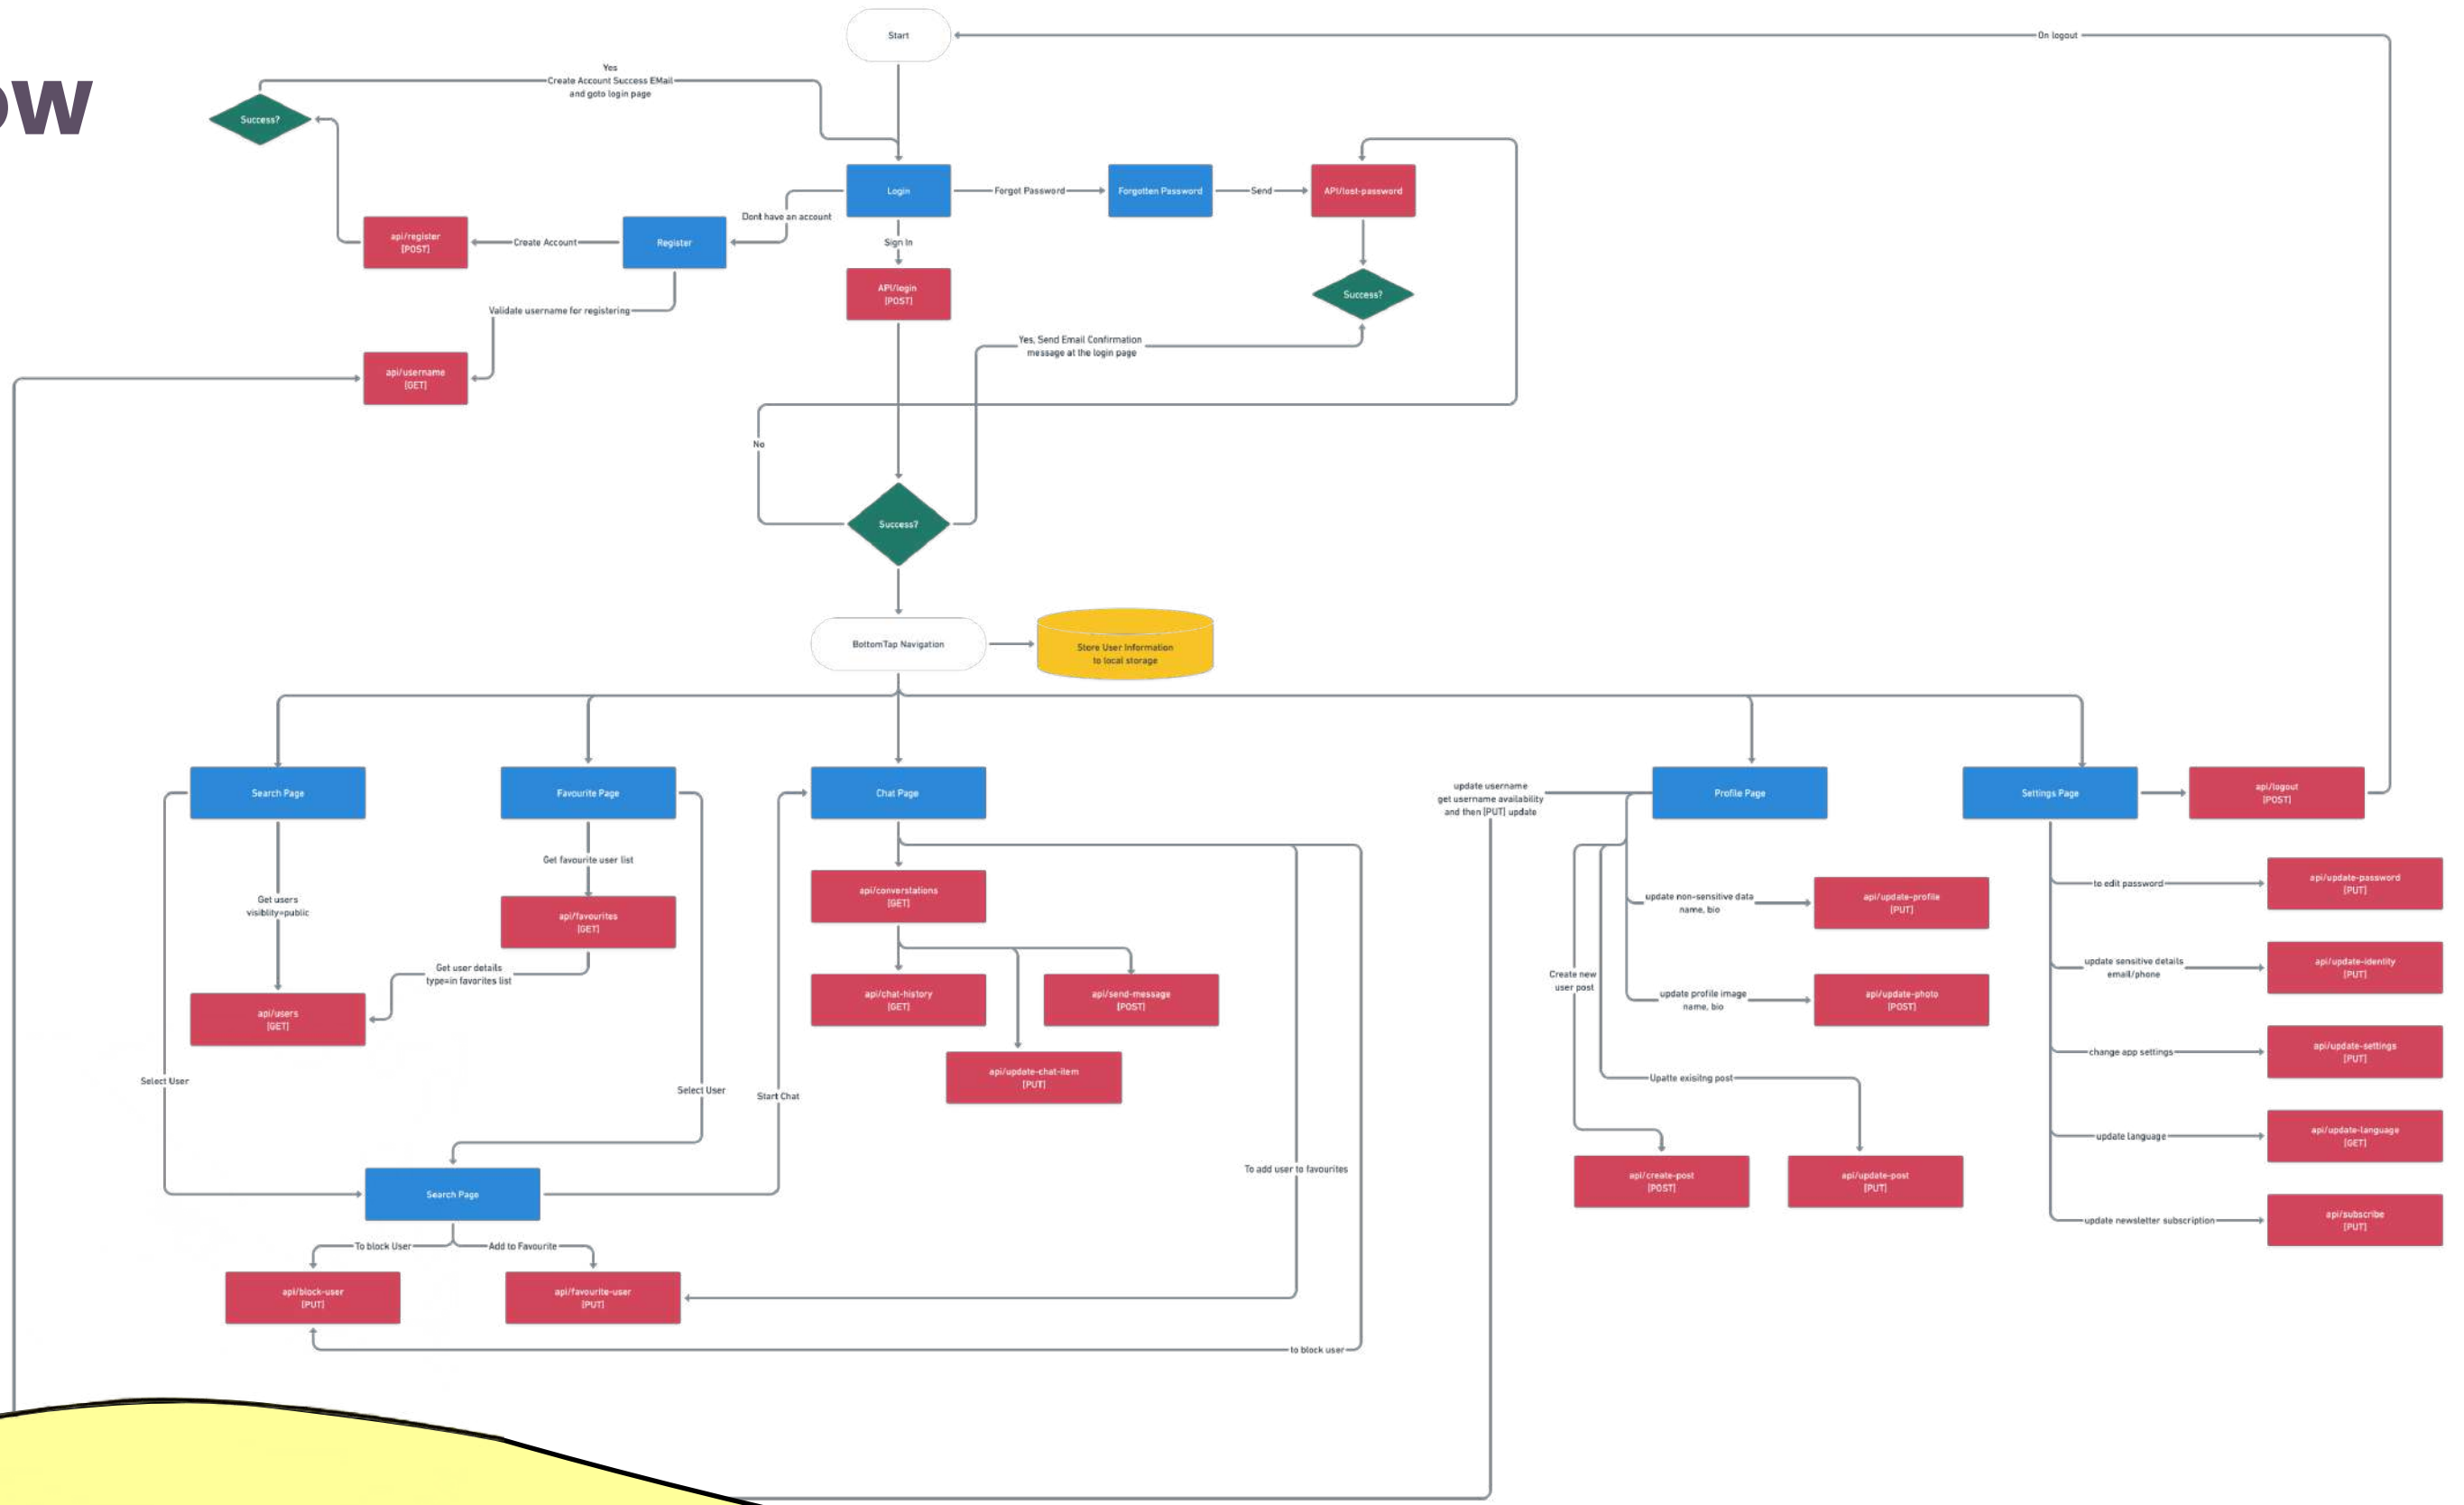 ow
Start
On logout
Yes
Create Account Success EMail
and goto login page
Success?
Login
Forgot Password
Forgotten Password
Send
API/lost-password
Dont have an account
api/register
[POST]
Create Account
Register
Sign In
API/login
[POST]
Success?
Validate username for registering
Yes, Send Email Confirmation
message at the login page
api/username
[GET]
No
Success?
BottomTap Navigation
Store User Information
to local storage
Search Page
Favourite Page
Chat Page
update username
get username availability
and then [PUT] update
Profile Page
Settings Page
api/logout
[POST]
Get favourite user list
Get users
visiblity=public
api/favourites
[GET]
api/converstations
[GET]
update non-sensitive data
name, bio
api/update-profile
[PUT]
to edit password
api/update-password
[PUT]
Get user details
type=in favorites list
api/users
[GET]
api/chat-history
[GET]
api/send-message
[POST]
Create new
user post
update profile image
name, bio
api/update-photo
[POST]
update sensitive details
email/phone
api/update-identity
[PUT]
api/update-chat-item
[PUT]
change app settings
api/update-settings
[PUT]
Select User
Select User
Start Chat
Upatte exisitng post
update language
api/update-language
[GET]
To add user to favourites
api/create-post
[POST]
api/update-post
[PUT]
Search Page
update newsletter subscription
api/subscribe
[PUT]
To block User
Add to Favourite
api/block-user
[PUT]
api/favourite-user
[PUT]
to block user